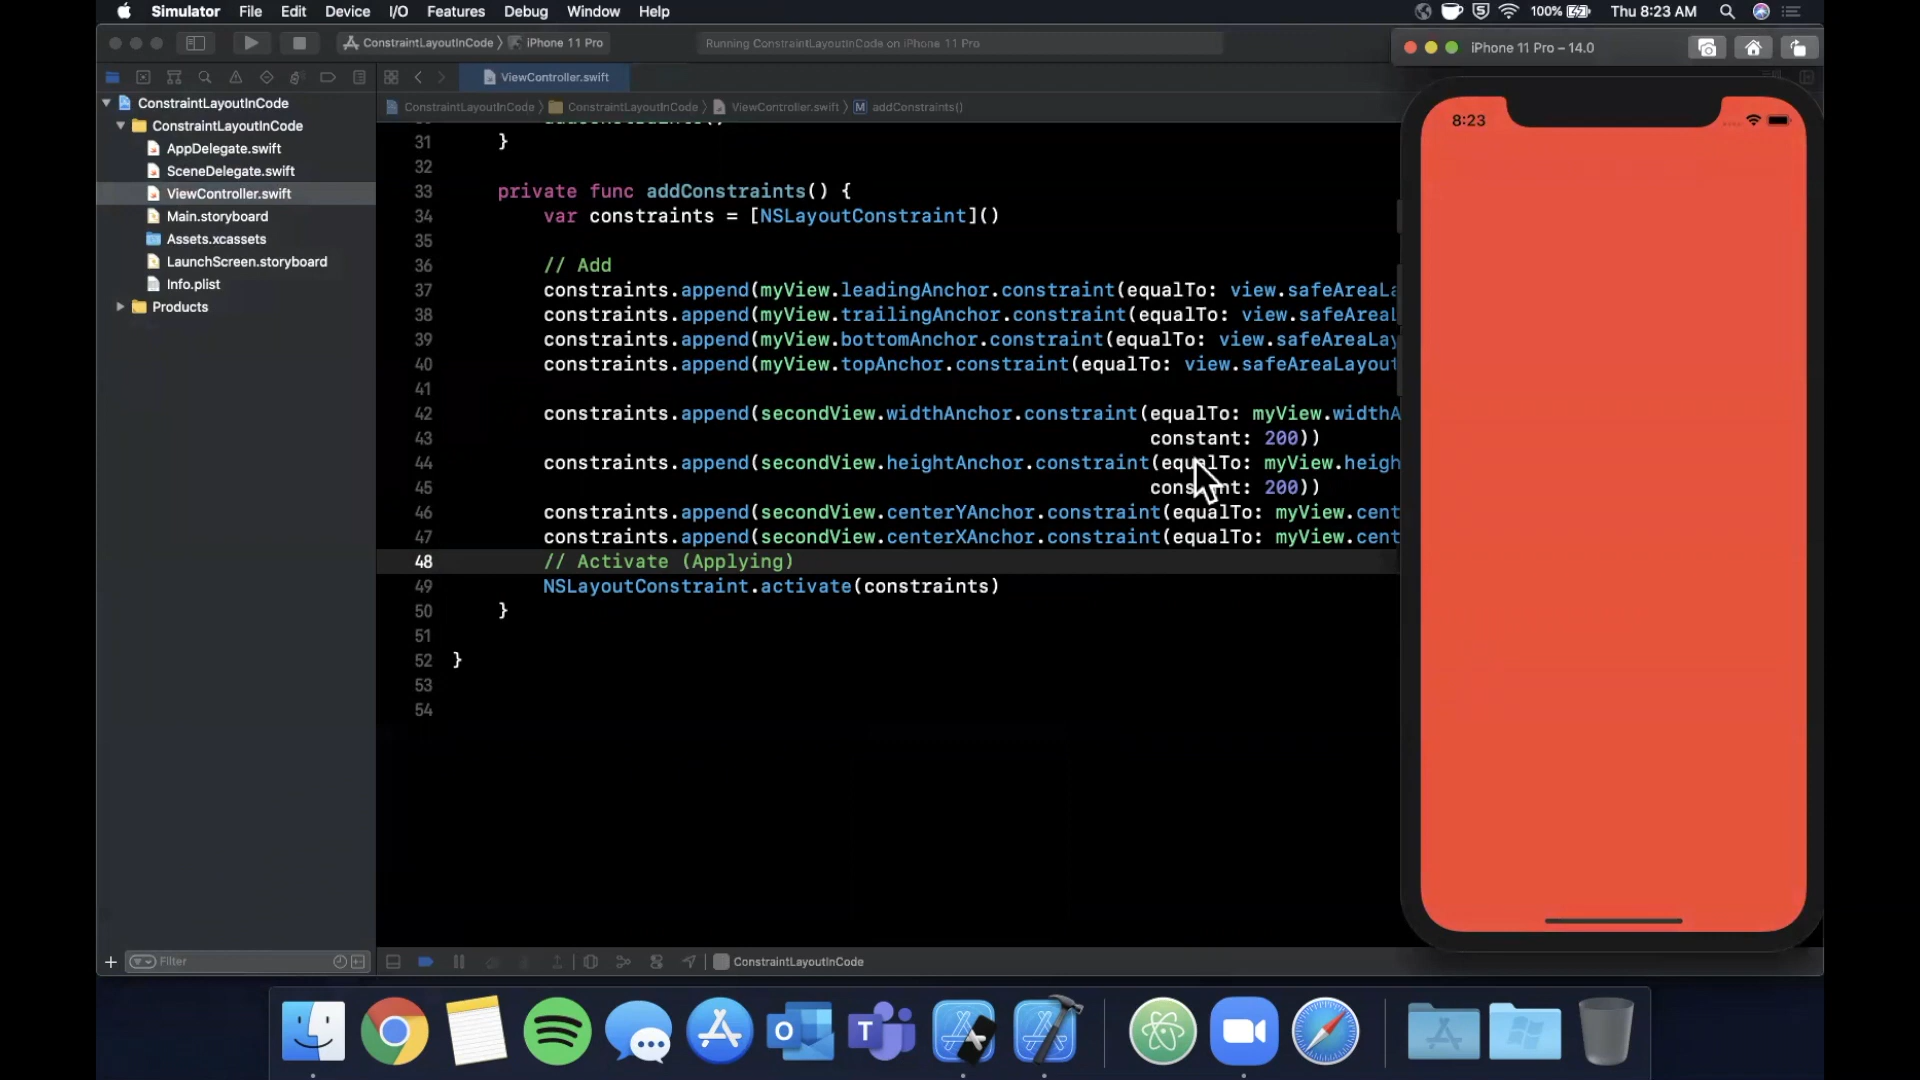 Simulator File Edit Device I/O Features Debug Window Help
100% Thu 8:23 AM
ConstraintLayoutInCode iPhone 11 Pro
Running ConstraintLayoutInCode on iPhone 11 Pro
iPhone 11 Pro – 14.0
ViewController.swift
ConstraintLayoutInCode ConstraintLayoutInCode ViewController.swift M addConstraints()
ConstraintLayoutInCode
ConstraintLayoutInCode
AppDelegate.swift
SceneDelegate.swift
ViewController.swift
Main.storyboard
Assets.xcassets
LaunchScreen.storyboard
Info.plist
Products
31 }
32
33 private func addConstraints() {
34 var constraints = [NSLayoutConstraint]()
35
36 // Add
37 constraints.append(myView.leadingAnchor.constraint(equalTo: view.safeAreaLa
38 constraints.append(myView.trailingAnchor.constraint(equalTo: view.safeAreaL
39 constraints.append(myView.bottomAnchor.constraint(equalTo: view.safeAreaLay
40 constraints.append(myView.topAnchor.constraint(equalTo: view.safeAreaLayout
41
42 constraints.append(secondView.widthAnchor.constraint(equalTo: myView.widthA
43 constant: 200))
44 constraints.append(secondView.heightAnchor.constraint(equalTo: myView.heigh
45 constant: 200))
46 constraints.append(secondView.centerYAnchor.constraint(equalTo: myView.cent
47 constraints.append(secondView.centerXAnchor.constraint(equalTo: myView.cent
48 // Activate (Applying)
49 NSLayoutConstraint.activate(constraints)
50 }
51
52 }
53
54
8:23
Filter
ConstraintLayoutInCode